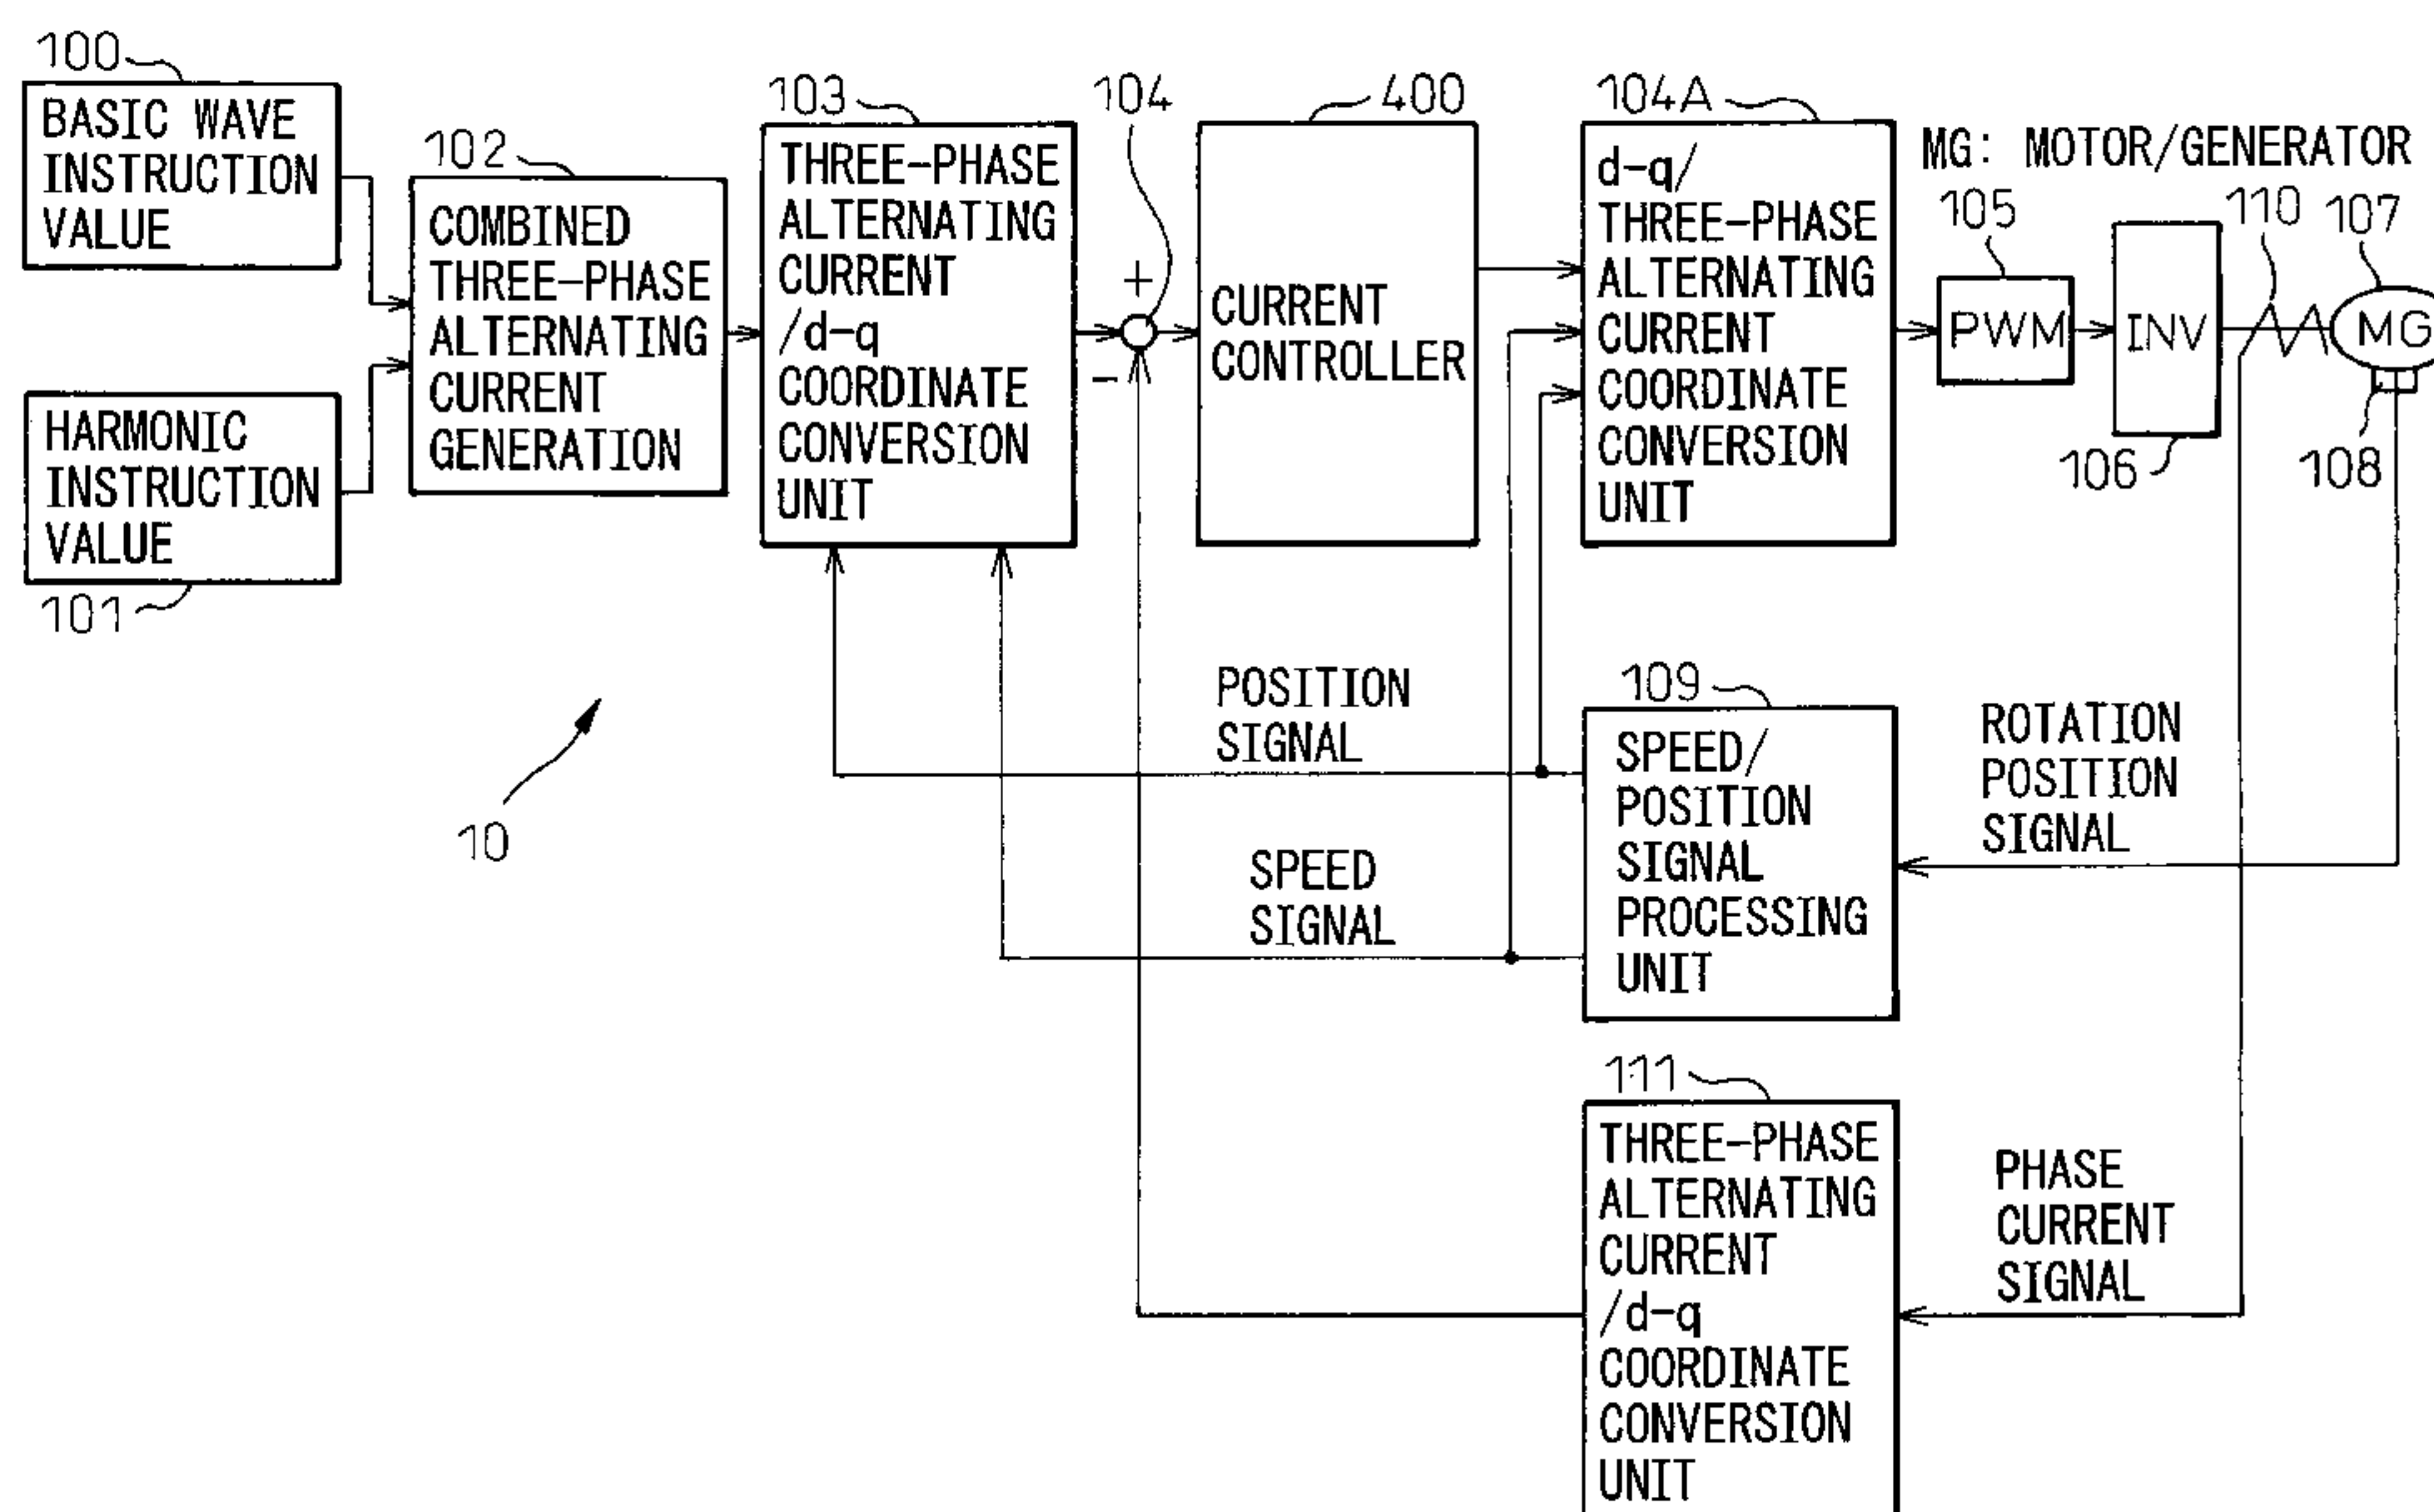 100
BASIC WAVE
INSTRUCTION
VALUE
HARMONIC
INSTRUCTION
VALUE
101
102
COMBINED
THREE-PHASE
ALTERNATING
CURRENT
GENERATION
103
THREE-PHASE
ALTERNATING
CURRENT
/d-q
COORDINATE
CONVERSION
UNIT
104
+
-
400
CURRENT
CONTROLLER
104A
d-q/
THREE-PHASE
ALTERNATING
CURRENT
COORDINATE
CONVERSION
UNIT
MG: MOTOR/GENERATOR
105
PWM
INV
106
110
107
MG
108
10
POSITION
SIGNAL
SPEED
SIGNAL
109
SPEED/
POSITION
SIGNAL
PROCESSING
UNIT
ROTATION
POSITION
SIGNAL
111
THREE-PHASE
ALTERNATING
CURRENT
/d-q
COORDINATE
CONVERSION
UNIT
PHASE
CURRENT
SIGNAL